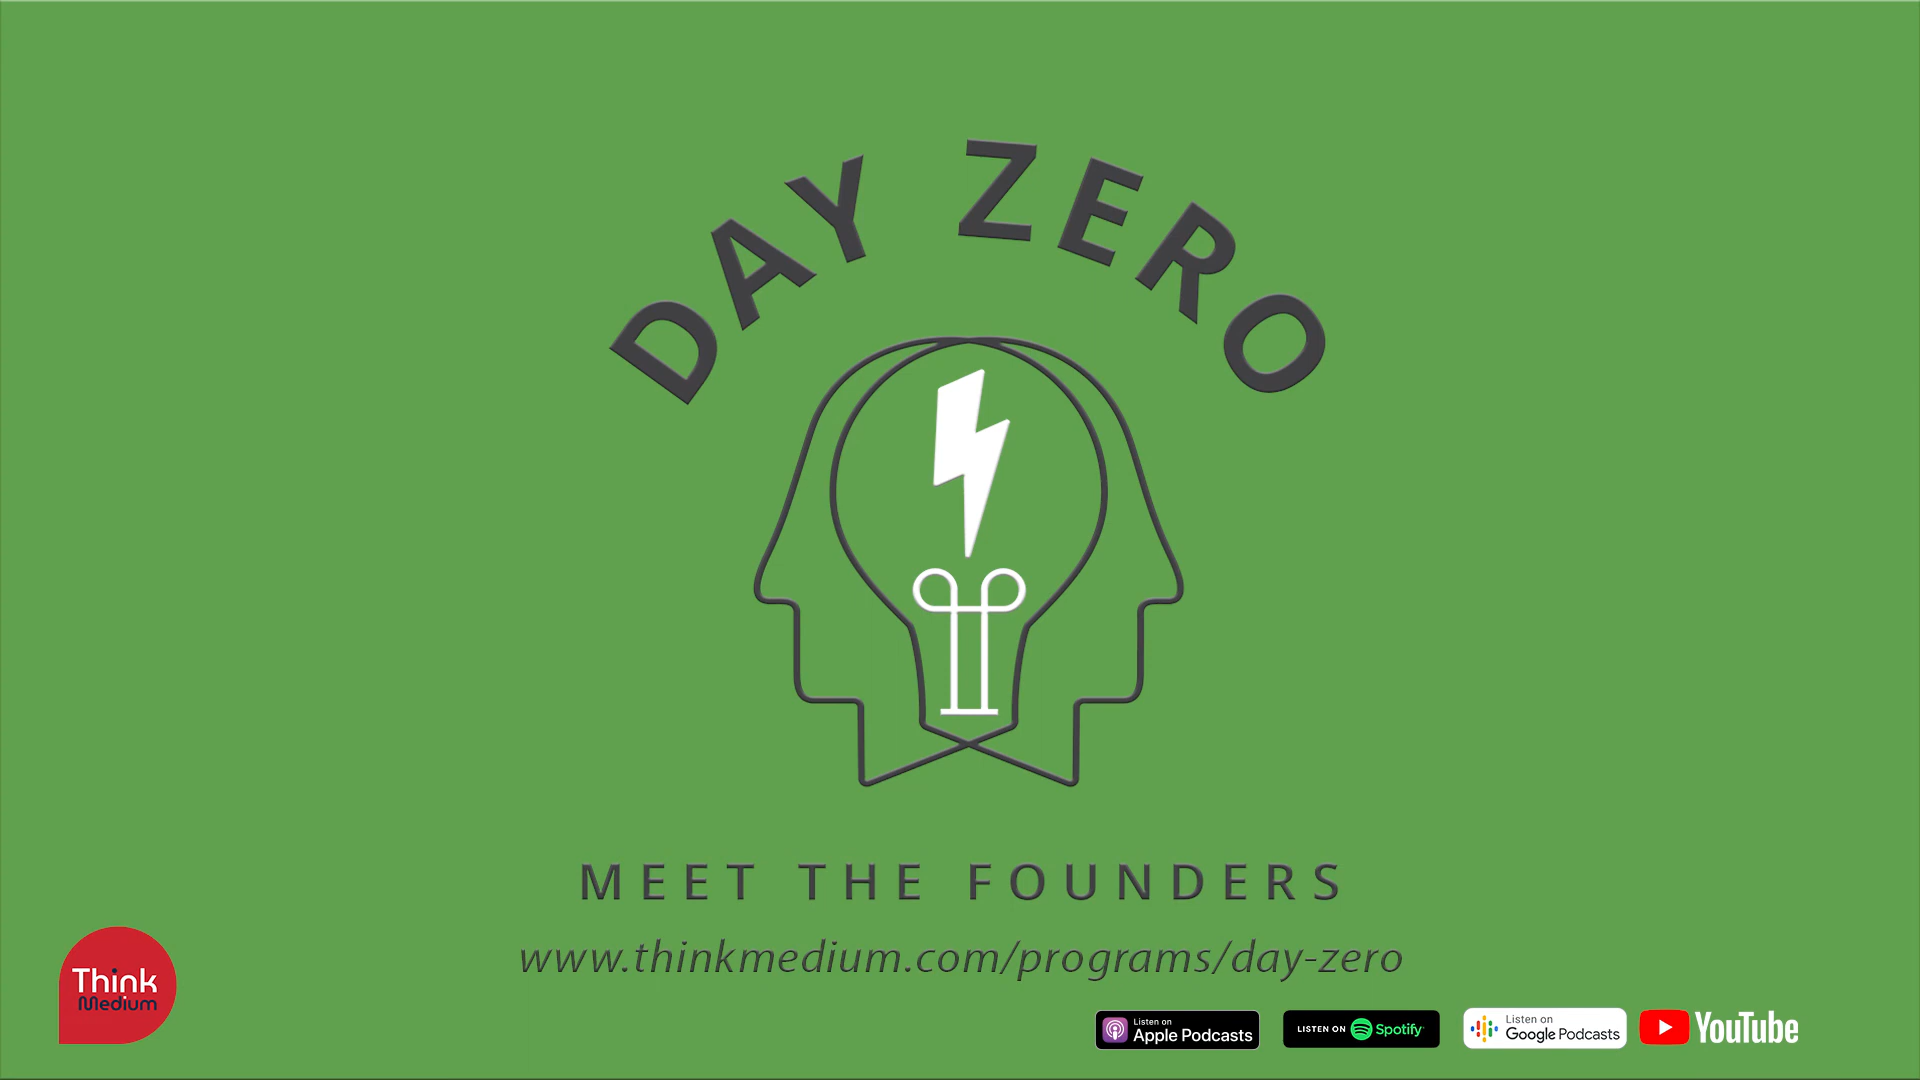 DAY ZERO
MEET THE FOUNDERS
www.thinkmedium.com/programs/day-zero
Think
Medium
Listen on
Apple Podcasts
LISTEN ON Spotify
Listen on
Google Podcasts
YouTube